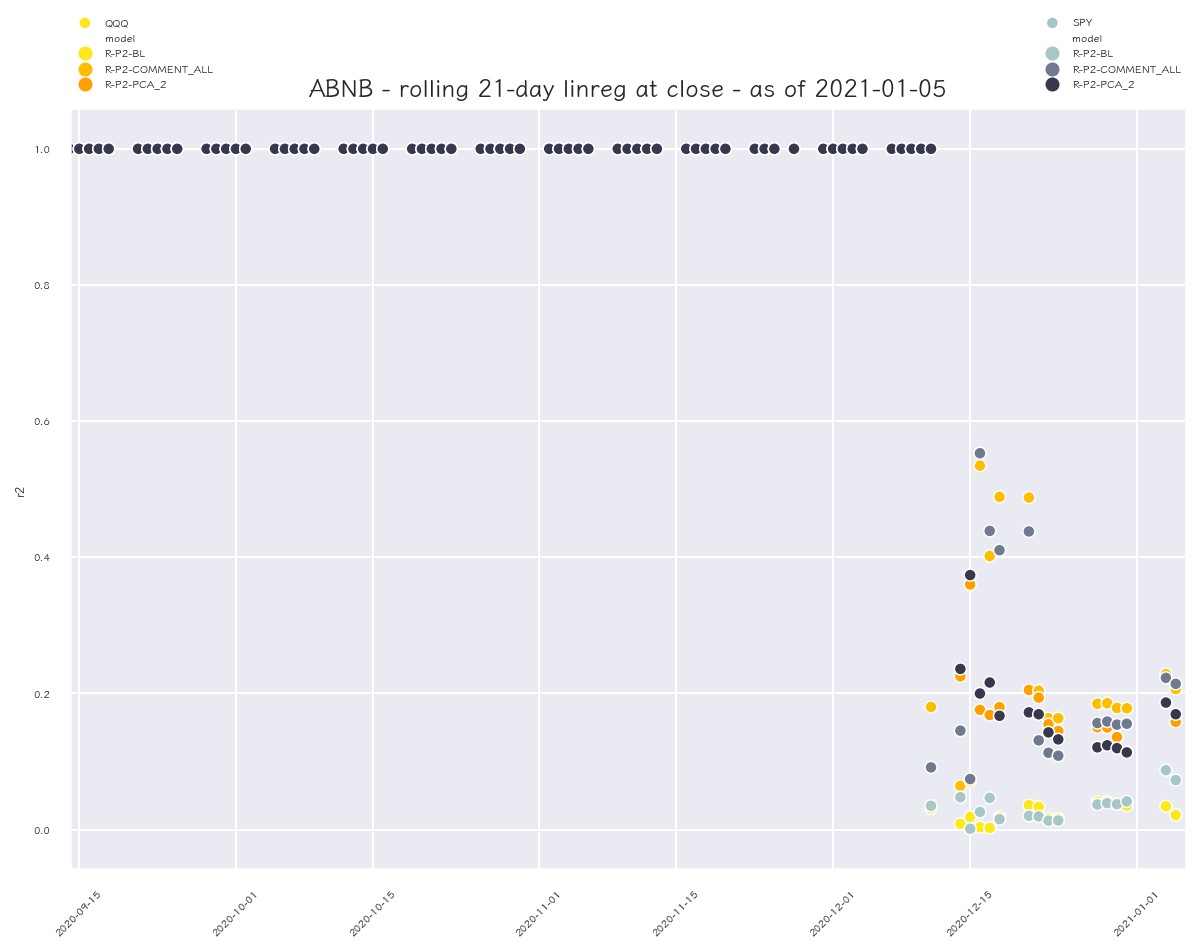 QQQ
model
R-P2-BL
R-P2-COMMENT_ALL
R-P2-PCA_2
SPY
model
R-P2-BL
R-P2-COMMENT_ALL
R-P2-PCA_2
ABNB - rolling 21-day linreg at close - as of 2021-01-05
1.0
0.8
0.6
0.4
0.2
0.0
r2
2020-09-15
2020-10-01
2020-10-15
2020-11-01
2020-11-15
2020-12-01
2020-12-15
2021-01-01